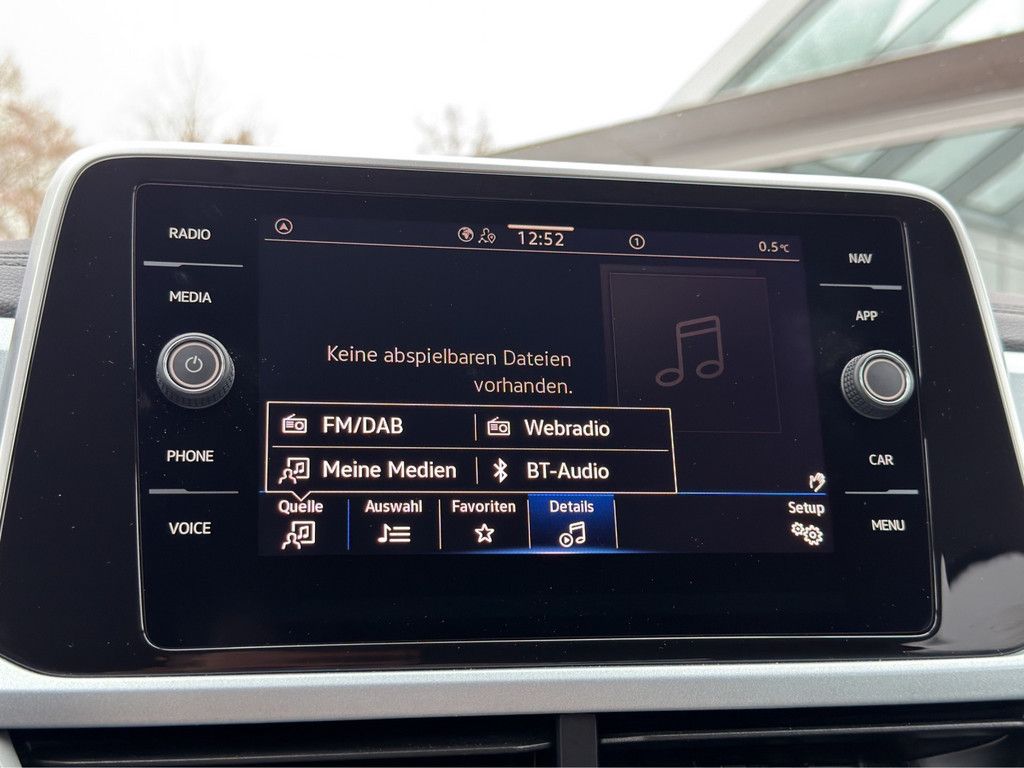 RADIO
MEDIA
PHONE
VOICE
12:52
1
0.5°C
Keine abspielbaren Dateien
vorhanden.
FM/DAB
Webradio
Meine Medien
BT-Audio
Quelle
Auswahl
Favoriten
Details
Setup
NAV
APP
CAR
MENU